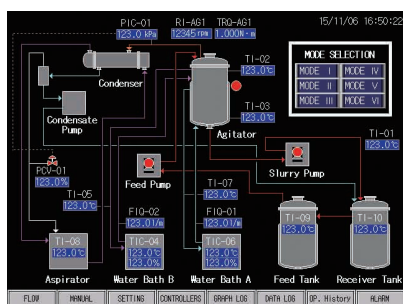 PIC-01 RI-AG1 TRQ-AG1 15/11/06 16:50:22
123.0 kPa 12345 rpm 1.000N·m
TI-02
123.0℃
MODE SELECTION
MODE I MODE IV
MODE II MODE V
MODE III MODE VI
Condenser
TI-03
123.0℃
Condensate
Pump
Agitator
TI-01
123.0℃
PCV-01
123.0%
TI-05
123.0℃
Feed Pump
Slurry Pump
TI-07
123.0℃
FIQ-02
123.0l/m
FIQ-01
123.0l/m
TI-09
123.0℃
TI-10
123.0℃
TI-08
123.0℃
TIC-04
123.0℃
123.0%
TIC-06
123.0℃
123.0%
Aspirator Water Bath B Water Bath A Feed Tank Receiver Tank
FLOW MANUAL SETTING CONTROLLERS GRAPH LOG DATA LOG OP. History ALARM